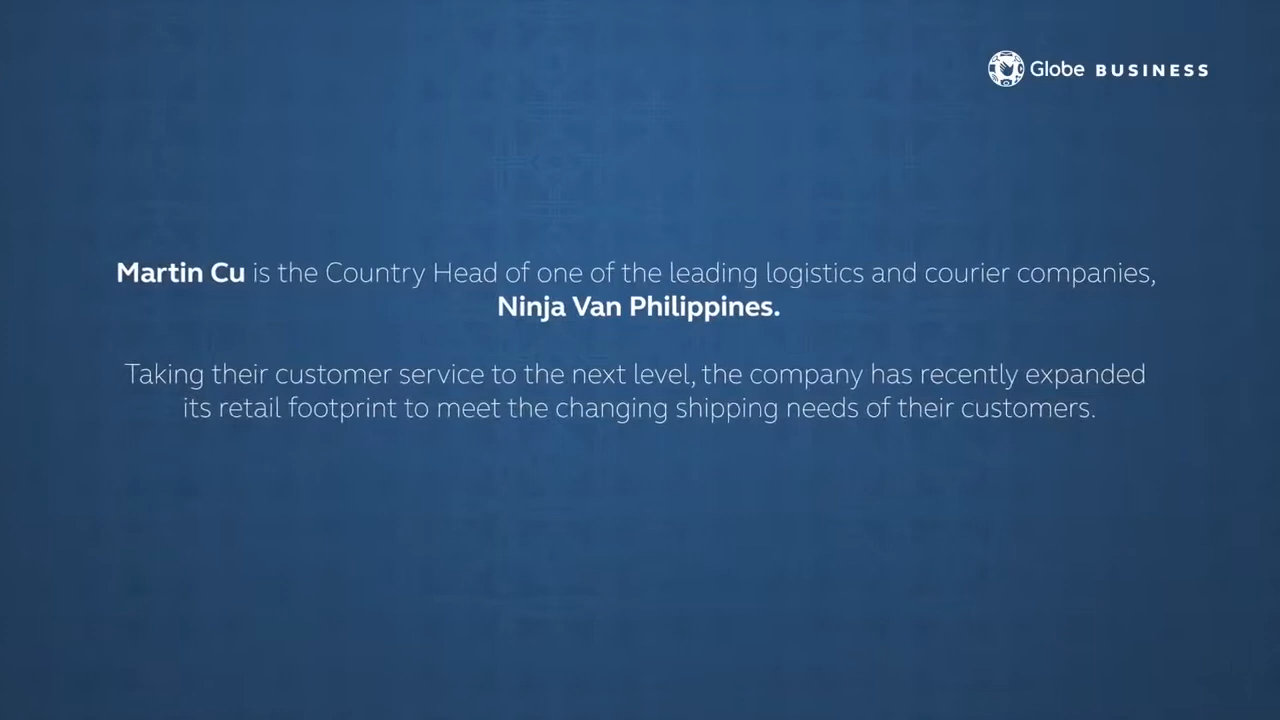 Globe BUSINESS
Martin Cu is the Country Head of one of the leading logistics and courier companies,
Ninja Van Philippines.
Taking their customer service to the next level, the company has recently expanded
its retail footprint to meet the changing shipping needs of their customers.